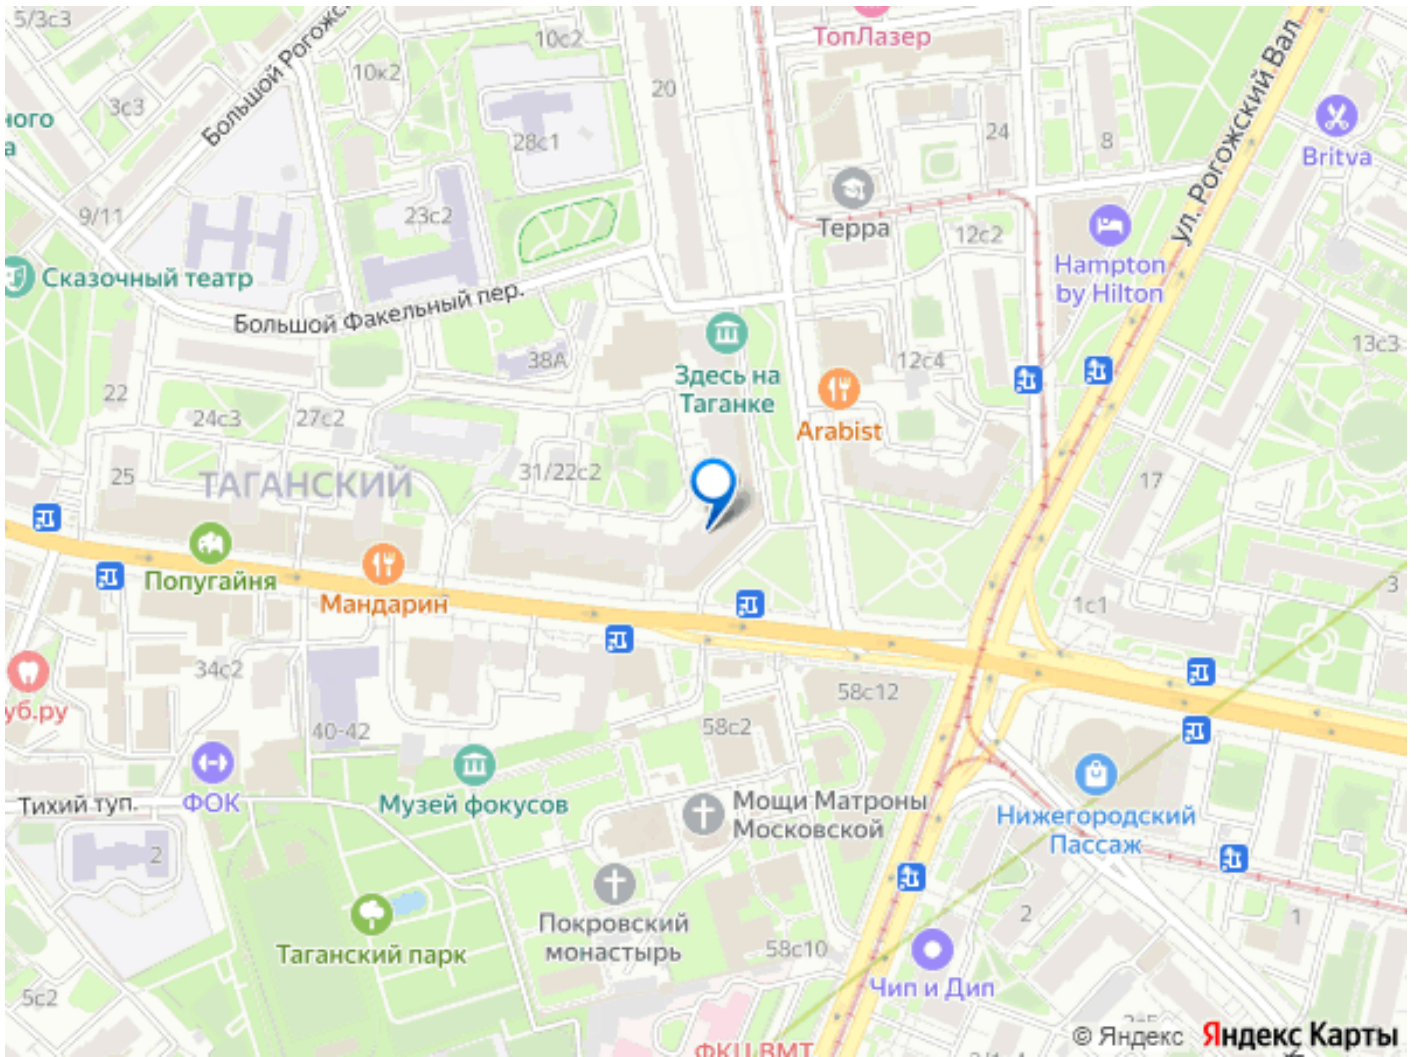 5/3с3
Большой Рогожск
10к2
10с2
ТопЛазер
3с3
28с1
20
24
8
ул. Рогожский Вал
Britva
ного
а
9/11
23с2
Терра
12с2
Hampton
by Hilton
Сказочный театр
Большой Факельный пер.
38А
Здесь на
Таганке
12с4
13с3
22
24с3
27с2
Arabist
25
ТАГАНСКИЙ
31/22с2
17
Попугайня
Мандарин
1с1
3
уб.ру
34с2
58с12
40-42
58с2
Тихий туп.
ФОК
Музей фокусов
Мощи Матроны
Московской
Нижегородский
Пассаж
2
Покровский
монастырь
2
1
Таганский парк
58с10
Чип и Дип
5с2
ФКЦ ВМТ
© Яндекс
Яндекс Карты